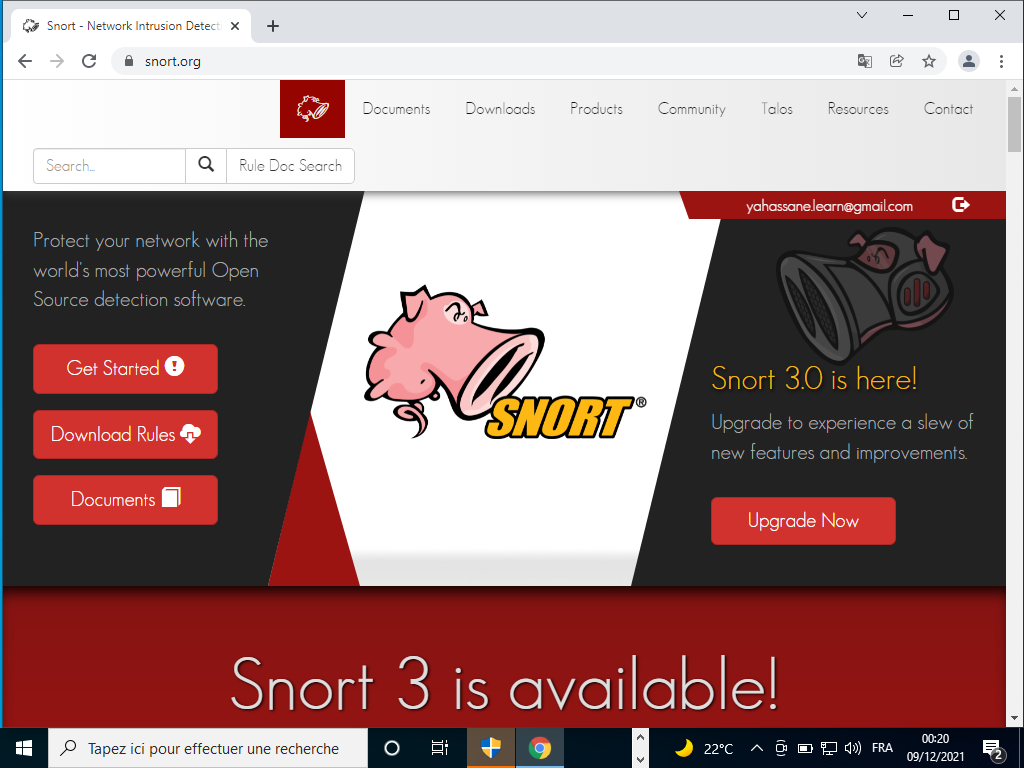 Snort - Network Intrusion Detect
snort.org
Documents Downloads Products Community Talos Resources Contact
Search... Rule Doc Search
yahassane.learn@gmail.com
Protect your network with the
world's most powerful Open
Source detection software.
Get Started
Download Rules
Documents
SNORT®
Snort 3.0 is here!
Upgrade to experience a slew of
new features and improvements.
Upgrade Now
Snort 3 is available!
Tapez ici pour effectuer une recherche
22°C
FRA
00:20
09/12/2021
2